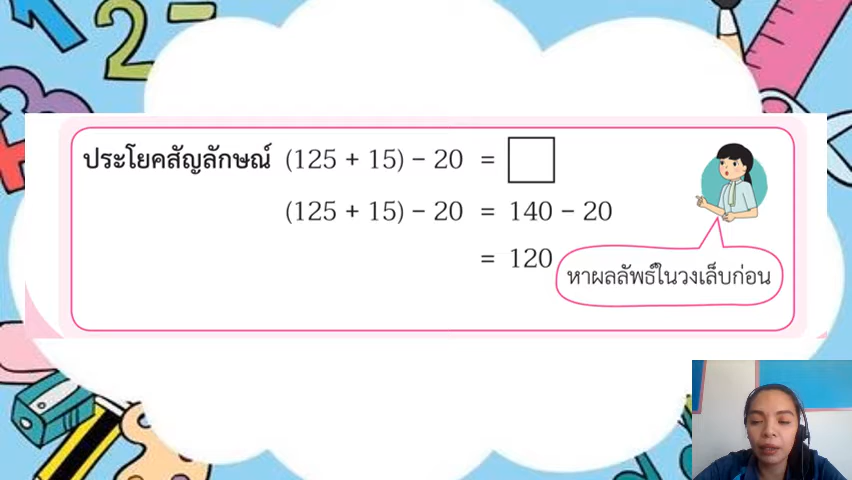 ประโยคสัญลักษณ์ (125 + 15) − 20 = □
(125 + 15) − 20 = 140 − 20
= 120
หาผลลัพธ์ในวงเล็บก่อน